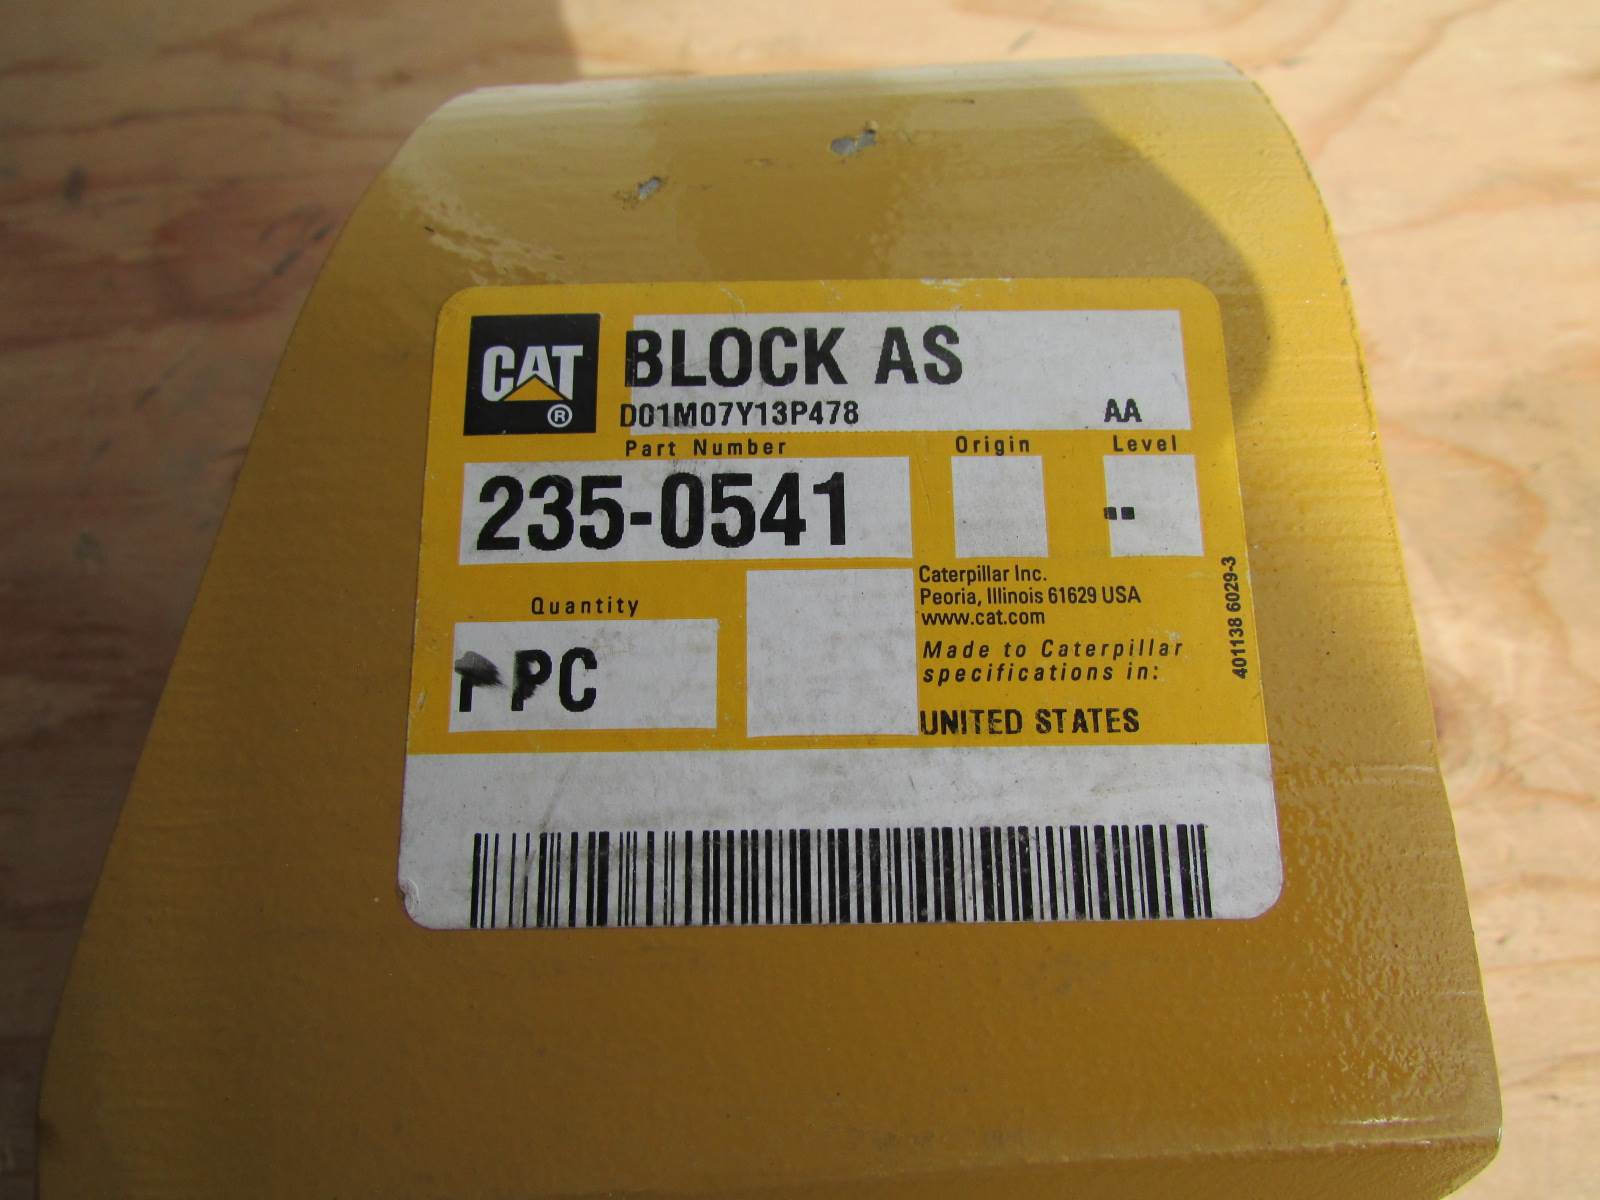 CAT ®
BLOCK AS
D01M07Y13P478 AA
Part Number Origin Level
235-0541 --
Quantity
PC
Caterpillar Inc.
Peoria, Illinois 61629 USA
www.cat.com
Made to Caterpillar
specifications in:
UNITED STATES
401138 6029-3